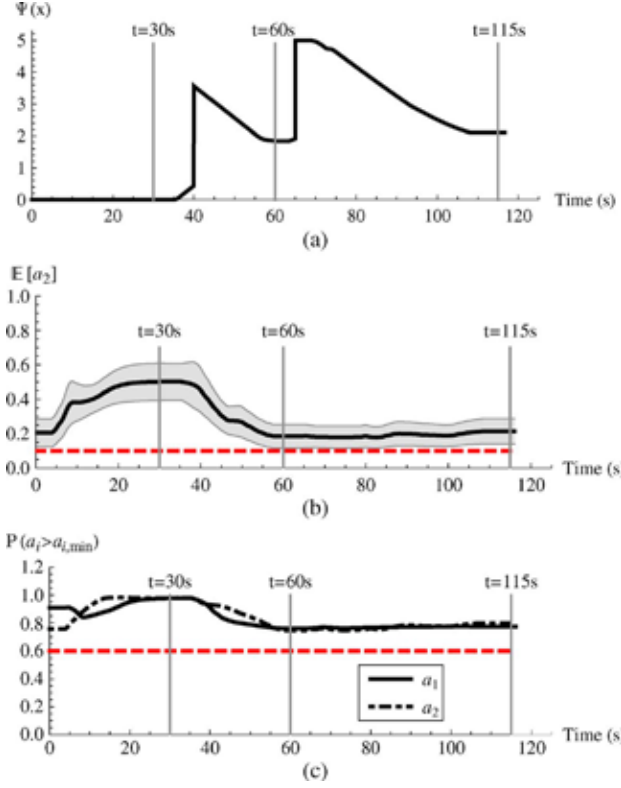 Ψ(x)
t=30s t=60s t=115s
5
4
3
2
1
0
0 20 40 60 80 100 120 Time (s)
(a)
𝔼[a₂]
1.0
t=30s t=60s t=115s
0.8
0.6
0.4
0.2
0.0
0 20 40 60 80 100 120 Time (s)
(b)
P(aᵢ>aᵢ,min)
1.2
t=30s t=60s t=115s
1.0
0.8
0.6
0.4
0.2
0.0
a₁
a₂
0 20 40 60 80 100 120 Time (s)
(c)